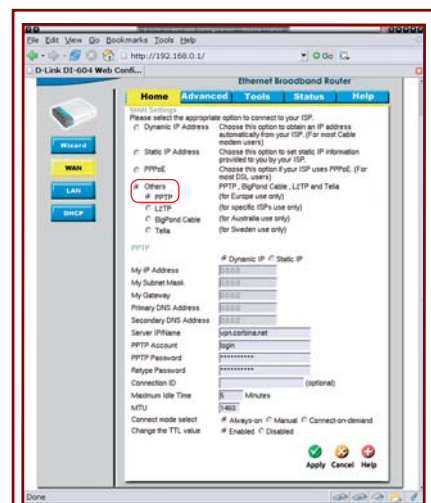 File Edit View Go Bookmarks Tools Help
http://192.168.0.1/
Go
D-Link DI-604 Web Confi...
Ethernet Broadband Router
Home Advanced Tools Status Help
Wizard
WAN
LAN
DHCP
WAN Settings
Please select the appropriate option to connect to your ISP.
Dynamic IP Address Choose this option to obtain an IP address
automatically from your ISP. (For most Cable
modem users)
Static IP Address Choose this option to set static IP information
provided to you by your ISP.
PPPoE Choose this option if your ISP uses PPPoE. (For
most DSL users)
Others PPTP , BigPond Cable , L2TP and Telia
PPTP (for Europe use only)
L2TP (for specific ISPs use only)
BigPond Cable (for Australia use only)
Telia (for Sweden use only)
PPTP
Dynamic IP Static IP
My IP Address 0.0.0.0
My Subnet Mask 0.0.0.0
My Gateway 0.0.0.0
Primary DNS Address 0.0.0.0
Secondary DNS Address 0.0.0.0
Server IP/Name vpn.corbina.net
PPTP Account login
PPTP Password **********
Retype Password **********
Connection ID (optional)
Maximum Idle Time 5 Minutes
MTU 1460
Connect mode select Always-on Manual Connect-on-demand
Change the TTL value Enabled Disabled
Apply Cancel Help
Done